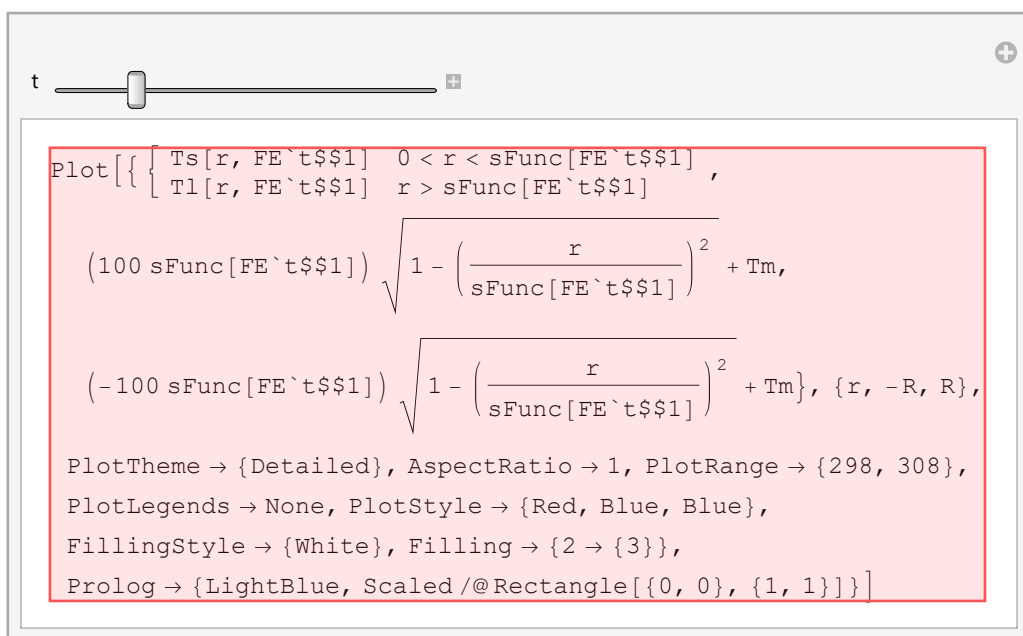 t
Plot[{ { Ts[r, FE`t$$1] 0 < r < sFunc[FE`t$$1]
Tl[r, FE`t$$1] r > sFunc[FE`t$$1] ,
(100 sFunc[FE`t$$1]) √(1 - (r / sFunc[FE`t$$1])²) + Tm,
(-100 sFunc[FE`t$$1]) √(1 - (r / sFunc[FE`t$$1])²) + Tm}, {r, -R, R},
PlotTheme → {Detailed}, AspectRatio → 1, PlotRange → {298, 308},
PlotLegends → None, PlotStyle → {Red, Blue, Blue},
FillingStyle → {White}, Filling → {2 → {3}},
Prolog → {LightBlue, Scaled /@ Rectangle[{0, 0}, {1, 1}]}]